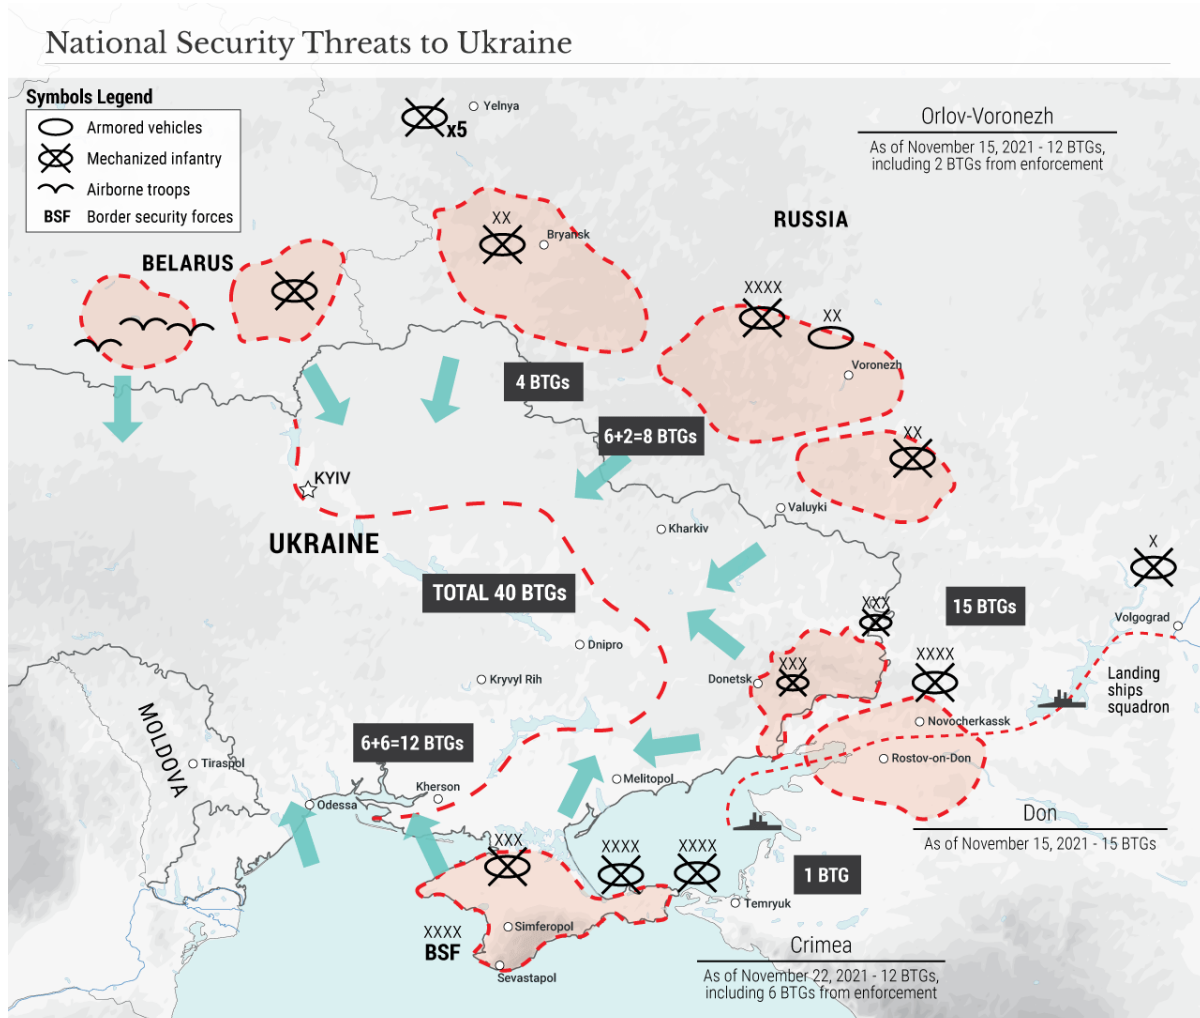 National Security Threats to Ukraine
Symbols Legend
Armored vehicles
Mechanized infantry
Airborne troops
BSF Border security forces
x5
Yelnya
Orlov-Voronezh
As of November 15, 2021 - 12 BTGs,
including 2 BTGs from enforcement
RUSSIA
BELARUS
XX
Bryansk
XXXX
XX
Voronezh
4 BTGs
6+2=8 BTGs
XX
KYIV
Valuyki
Kharkiv
UKRAINE
X
TOTAL 40 BTGs
XXX
15 BTGs
Volgograd
Dnipro
XXX
XXXX
Donetsk
Kryvyl Rih
Landing
ships
squadron
MOLDOVA
Novocherkassk
6+6=12 BTGs
Tiraspol
Rostov-on-Don
Melitopol
Kherson
Odessa
Don
As of November 15, 2021 - 15 BTGs
XXX
XXXX
XXXX
1 BTG
Temryuk
Simferopol
XXXX
BSF
Sevastapol
Crimea
As of November 22, 2021 - 12 BTGs,
including 6 BTGs from enforcement